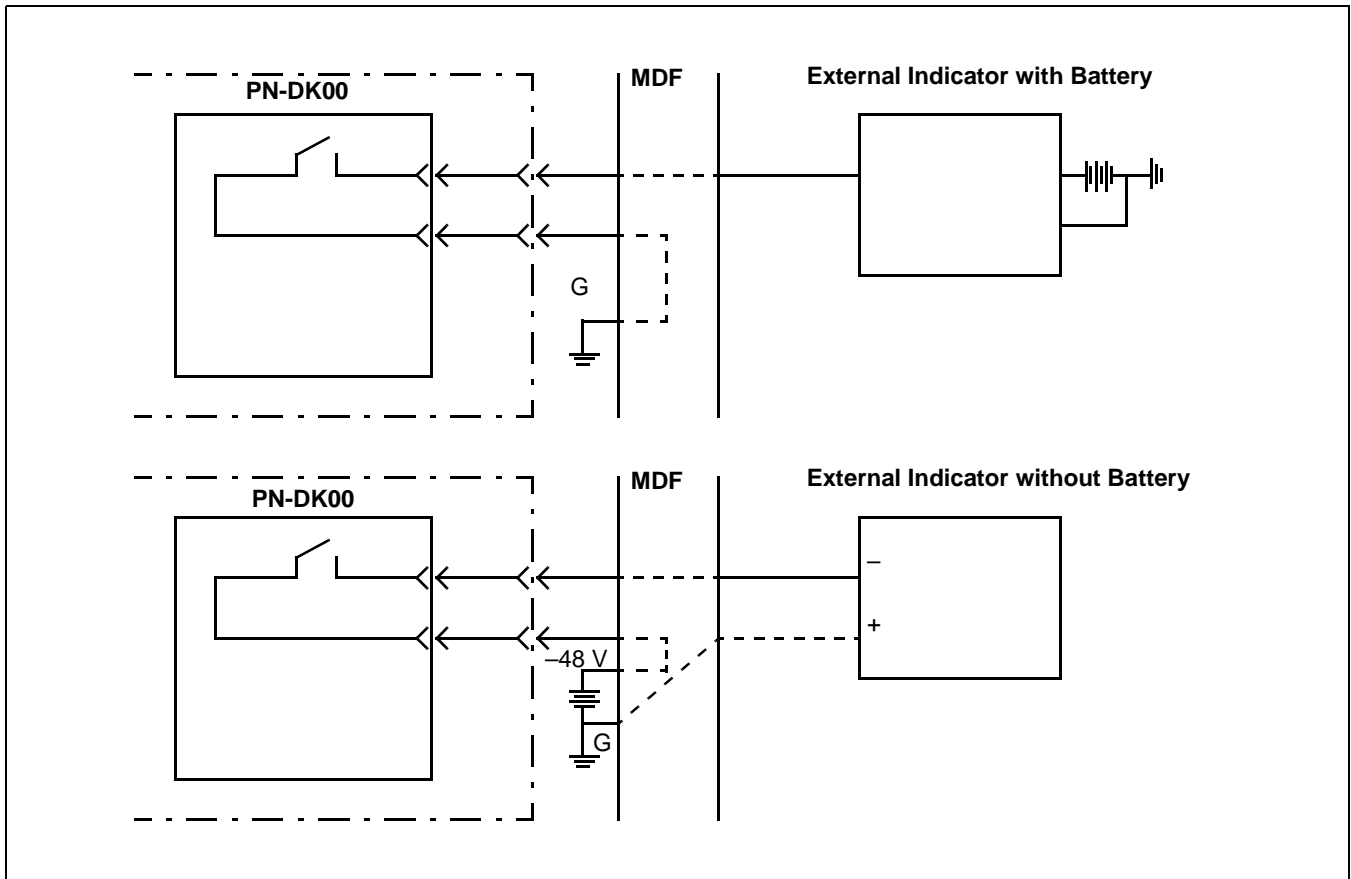 PN-DK00
MDF
External Indicator with Battery
G
PN-DK00
MDF
External Indicator without Battery
–
+
–48 V
G